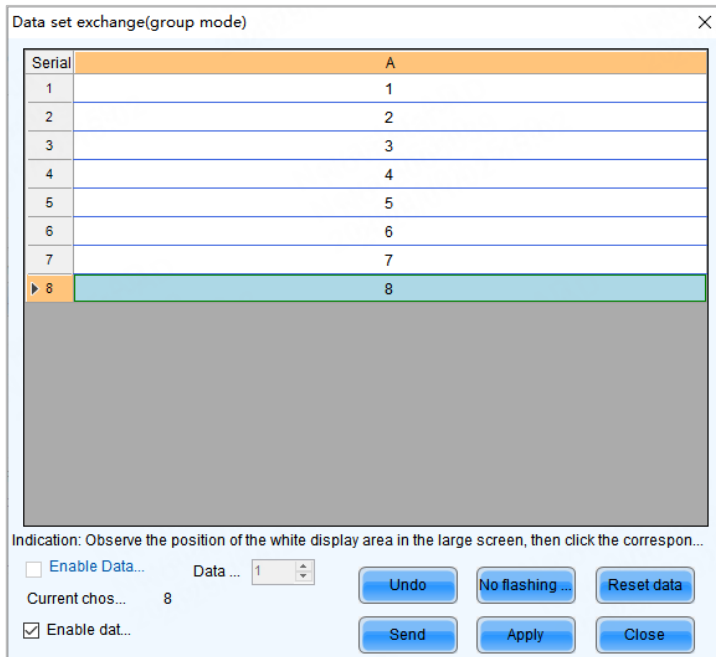 Data set exchange(group mode)
Serial A
1 1
2 2
3 3
4 4
5 5
6 6
7 7
8 8
Indication: Observe the position of the white display area in the large screen, then click the correspon...
Enable Data... Data ... 1
Undo No flashing ... Reset data
Current chos... 8
Enable dat... Send Apply Close